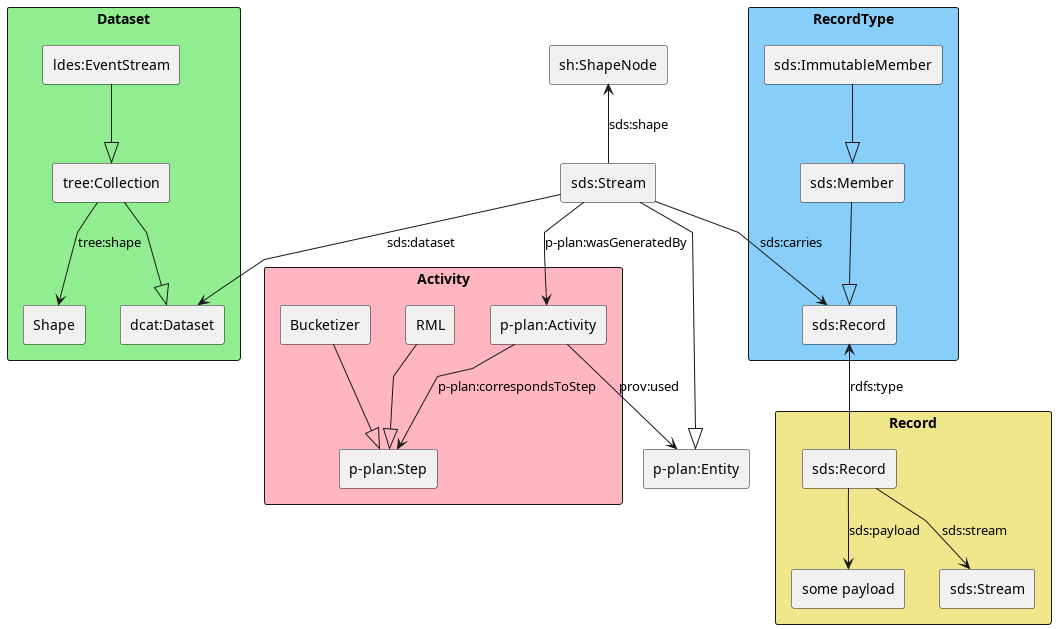 Dataset
RecordType
ldes:EventStream
sh:ShapeNode
sds:ImmutableMember
sds:shape
tree:Collection
sds:Stream
sds:Member
tree:shape
sds:dataset
p-plan:wasGeneratedBy
sds:carries
Activity
Shape
dcat:Dataset
Bucketizer
RML
p-plan:Activity
sds:Record
p-plan:correspondsToStep
prov:used
rdfs:type
Record
p-plan:Step
p-plan:Entity
sds:Record
sds:payload
sds:stream
some payload
sds:Stream